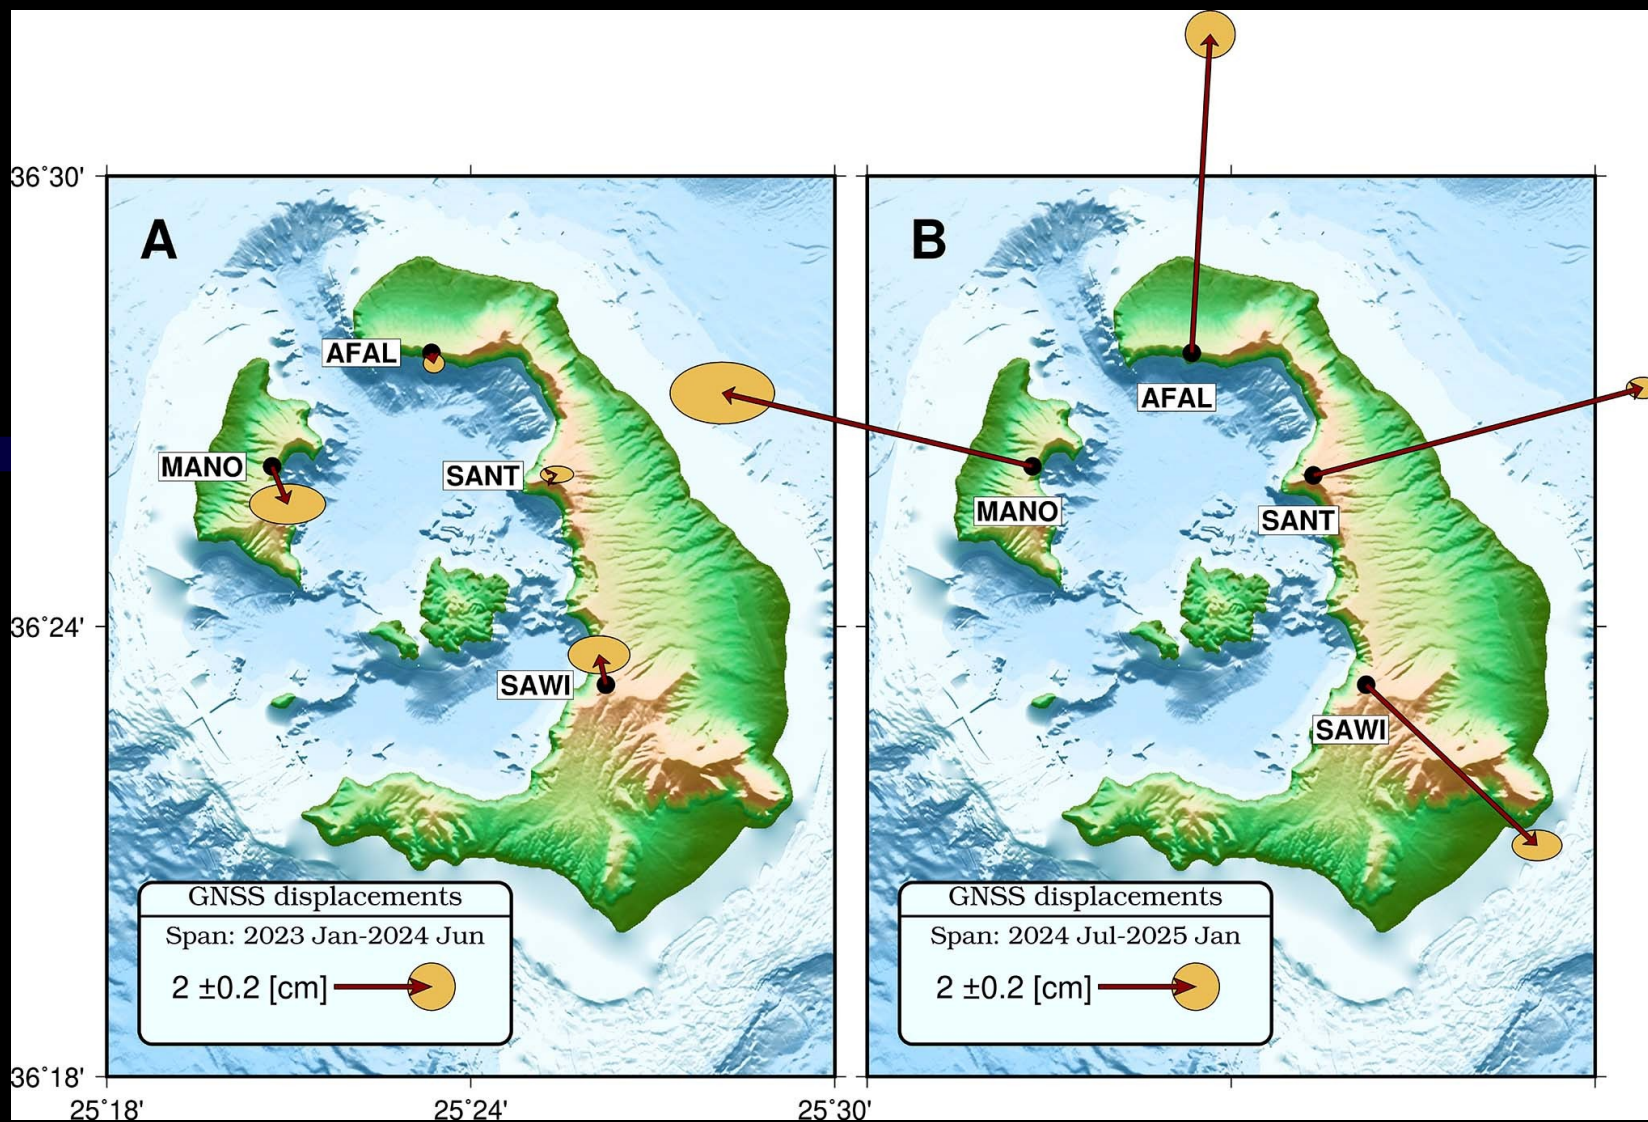 36°30'
A
B
AFAL
AFAL
MANO
SANT
MANO
SANT
36°24'
SAWI
SAWI
GNSS displacements
Span: 2023 Jan-2024 Jun
2 ±0.2 [cm]
GNSS displacements
Span: 2024 Jul-2025 Jan
2 ±0.2 [cm]
36°18'
25°18'
25°24'
25°30'